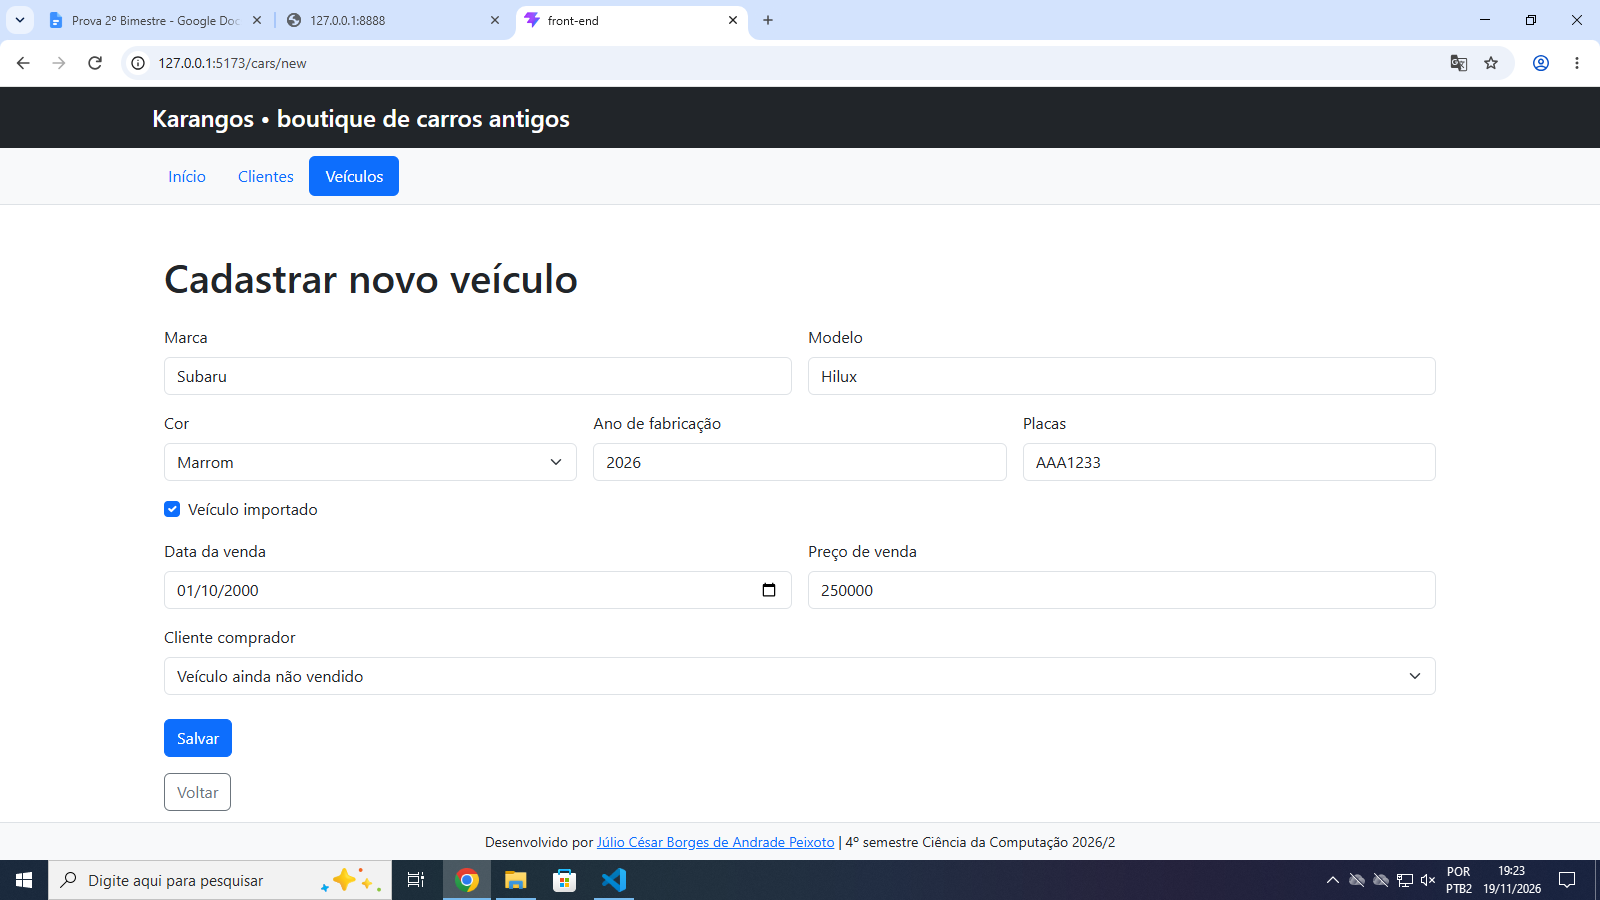 Prova 2º Bimestre - Google Doc
127.0.0.1:8888
front-end
127.0.0.1:5173/cars/new
Karangos • boutique de carros antigos
Início
Clientes
Veículos
Cadastrar novo veículo
Marca
Modelo
Subaru
Hilux
Cor
Ano de fabricação
Placas
Marrom
2026
AAA1233
Veículo importado
Data da venda
Preço de venda
01/10/2000
250000
Cliente comprador
Veículo ainda não vendido
Salvar
Voltar
Desenvolvido por Júlio César Borges de Andrade Peixoto | 4º semestre Ciência da Computação 2026/2
Digite aqui para pesquisar
POR
PTB2
19:23
19/11/2026